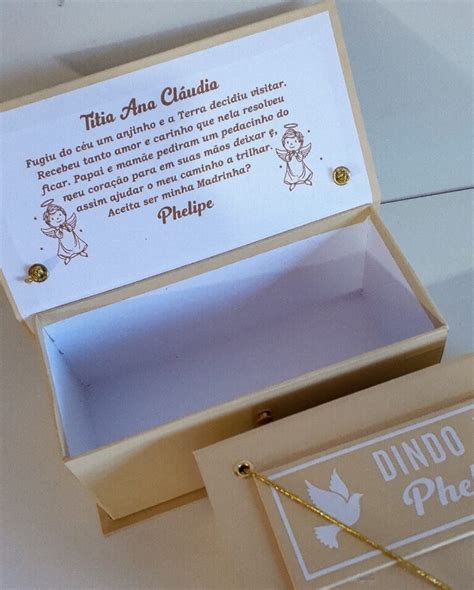 Titia Ana Cláudia
Fugiu do céu um anjinho e a Terra decidiu visitar.
Recebeu tanto amor e carinho que nela resolveu
ficar. Papai e mamãe pediram um pedacinho do
meu coração para em suas mãos deixar e,
assim ajudar o meu caminho a trilhar.
Aceita ser minha Madrinha?
Phelipe
DINDO
Phel